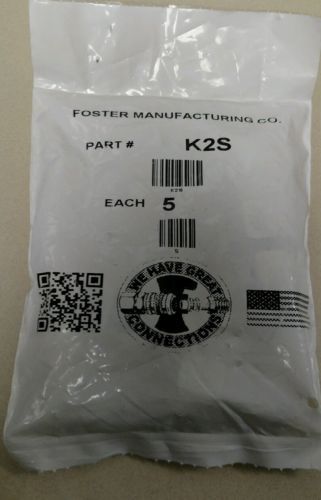 FOSTER MANUFACTURING CO.
PART # K2S
K2S
EACH 5
5
WE HAVE GREAT
CONNECTIONS